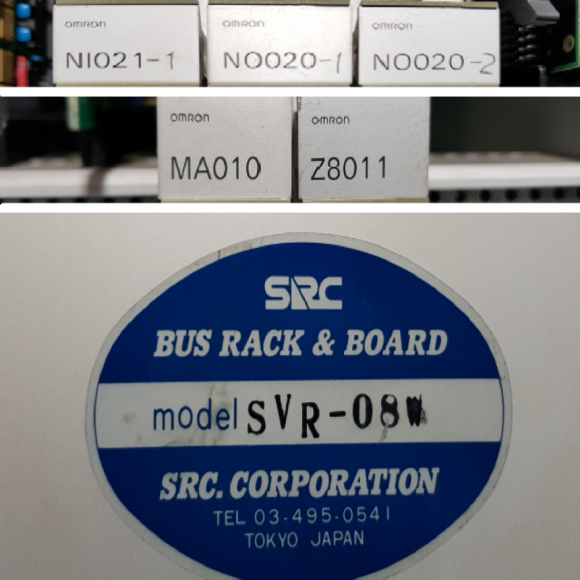 omron omron omron
NI021-1 NO020-1 NO020-2
omron omron
MA010 Z8011
SRC
BUS RACK & BOARD
model SVR-08W
SRC. CORPORATION
TEL 03-495-0541
TOKYO JAPAN